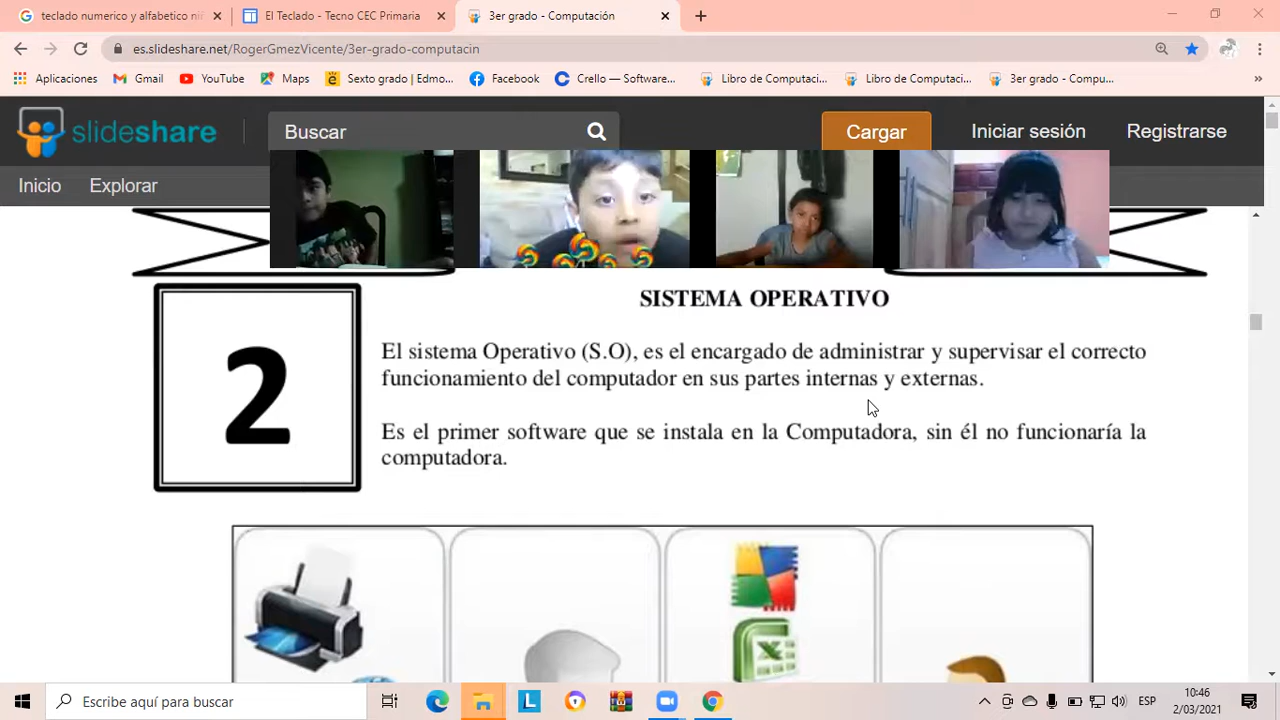 teclado numerico y alfabetico ni
El Teclado - Tecno CEC Primaria
3er grado - Computación
es.slideshare.net/RogerGmezVicente/3er-grado-computacin
Aplicaciones
Gmail
YouTube
Maps
Sexto grado | Edmo...
Facebook
Crello — Software...
Libro de Computaci...
Libro de Computaci...
3er grado - Compu...
»
slideshare
Buscar
Cargar
Iniciar sesión
Registrarse
Inicio
Explorar
2
SISTEMA OPERATIVO
El sistema Operativo (S.O), es el encargado de administrar y supervisar el correcto
funcionamiento del computador en sus partes internas y externas.
Es el primer software que se instala en la Computadora, sin él no funcionaría la
computadora.
Escribe aquí para buscar
ESP
10:46
2/03/2021